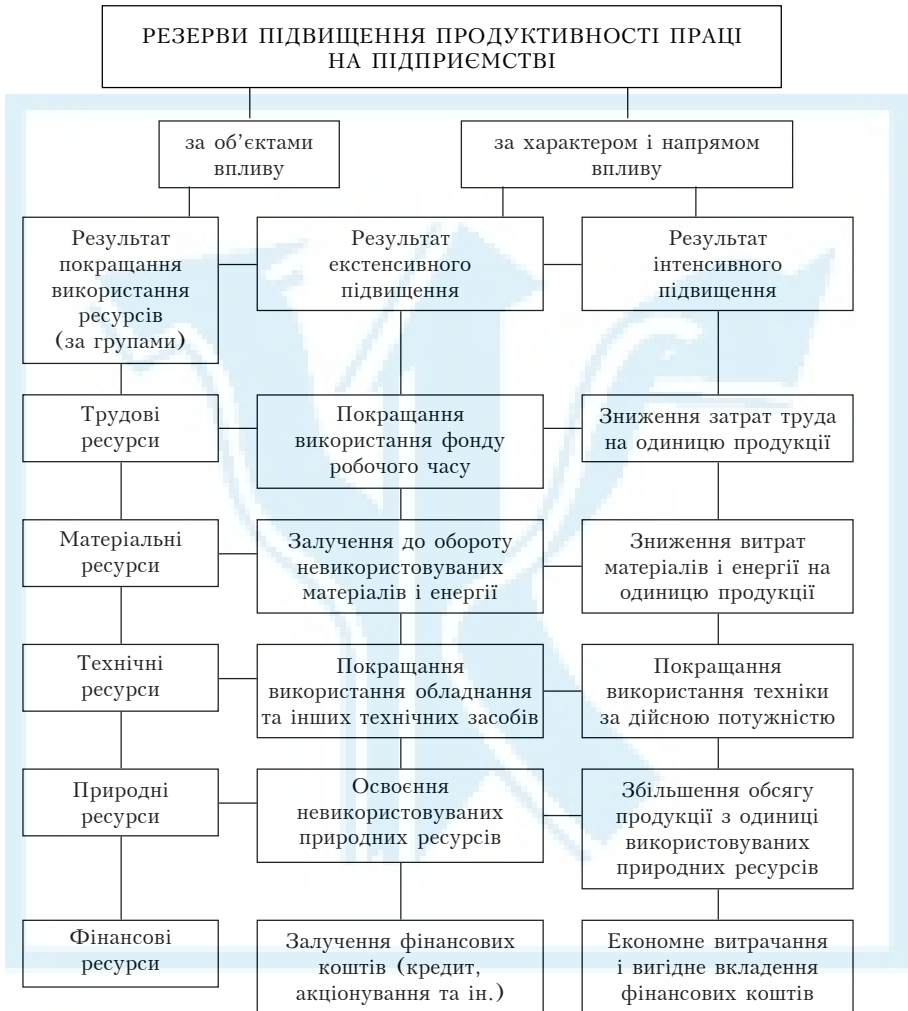 РЕЗЕРВИ ПІДВИЩЕННЯ ПРОДУКТИВНОСТІ ПРАЦІ
НА ПІДПРИЄМСТВІ
за об’єктами
впливу
за характером і напрямом
впливу
Результат
покращання
використання
ресурсів
(за групами)
Результат
екстенсивного
підвищення
Результат
інтенсивного
підвищення
Трудові
ресурси
Покращання
використання фонду
робочого часу
Зниження затрат труда
на одиницю продукції
Матеріальні
ресурси
Залучення до обороту
невикористовуваних
матеріалів і енергії
Зниження витрат
матеріалів і енергії на
одиницю продукції
Технічні
ресурси
Покращання
використання обладнання
та інших технічних засобів
Покращання
використання техніки
за дійсною потужністю
Природні
ресурси
Освоєння
невикористовуваних
природних ресурсів
Збільшення обсягу
продукції з одиниці
використовуваних
природних ресурсів
Фінансові
ресурси
Залучення фінансових
коштів (кредит,
акціонування та ін.)
Економне витрачання
і вигідне вкладення
фінансових коштів